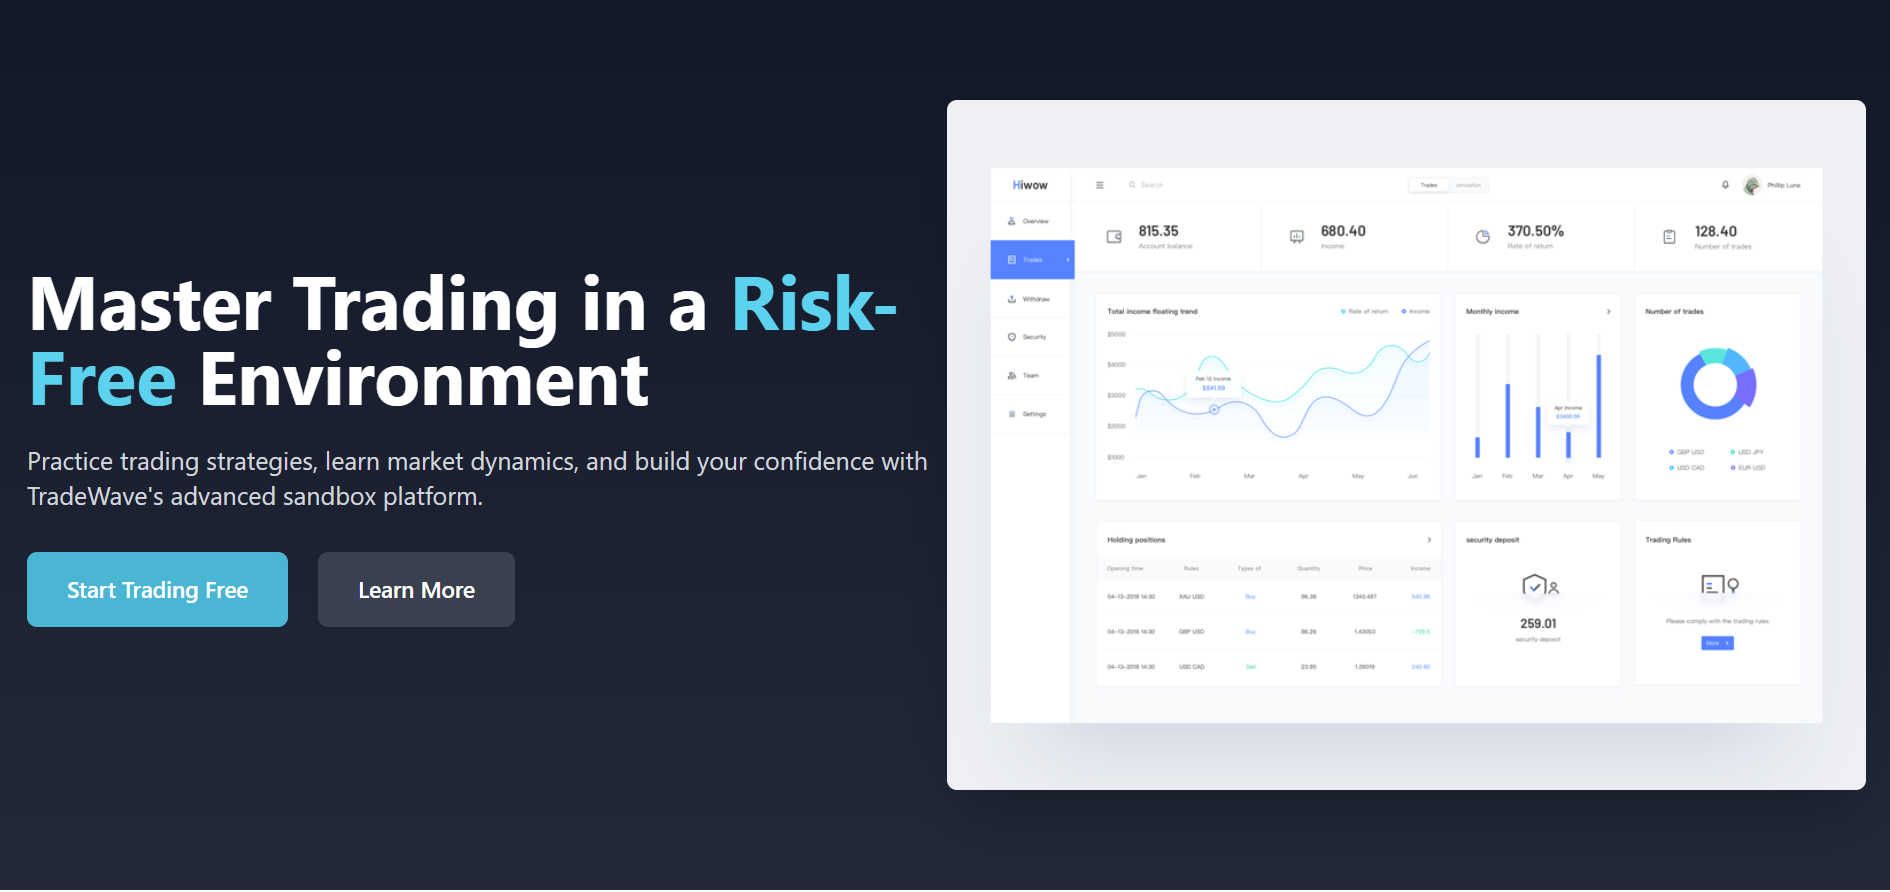 Master Trading in a Risk-
Free Environment
Practice trading strategies, learn market dynamics, and build your confidence with
TradeWave's advanced sandbox platform.
Start Trading Free
Learn More
Hiwow
Search
Trades
simulation
Phillip Luna
Overview
Trades
Withdraw
Security
Team
Settings
815.35
Account balance
680.40
Income
370.50%
Rate of return
128.40
Number of trades
Total income floating trend
Rate of return
Income
$5000
$4000
$3000
$2000
$1000
Feb 12 Income
$541.59
Jan Feb Mar Apr May Jun
Monthly income
Apr Income
Jan Feb Mar Apr May
Number of trades
GBP USD
USD JPY
USD CAD
EUR USD
Holding positions
Opening time Rules Types of Quantity Price Income
04-13-2018 14:30 XAU USD Buy 96.38 1343.497 540.98
04-13-2018 14:30 GBP USD Buy 86.26 1.43053 -729.5
04-13-2018 14:30 USD CAD Sell 23.95 1.26019 240.90
security deposit
259.01
security deposit
Trading Rules
Please comply with the trading rules
More